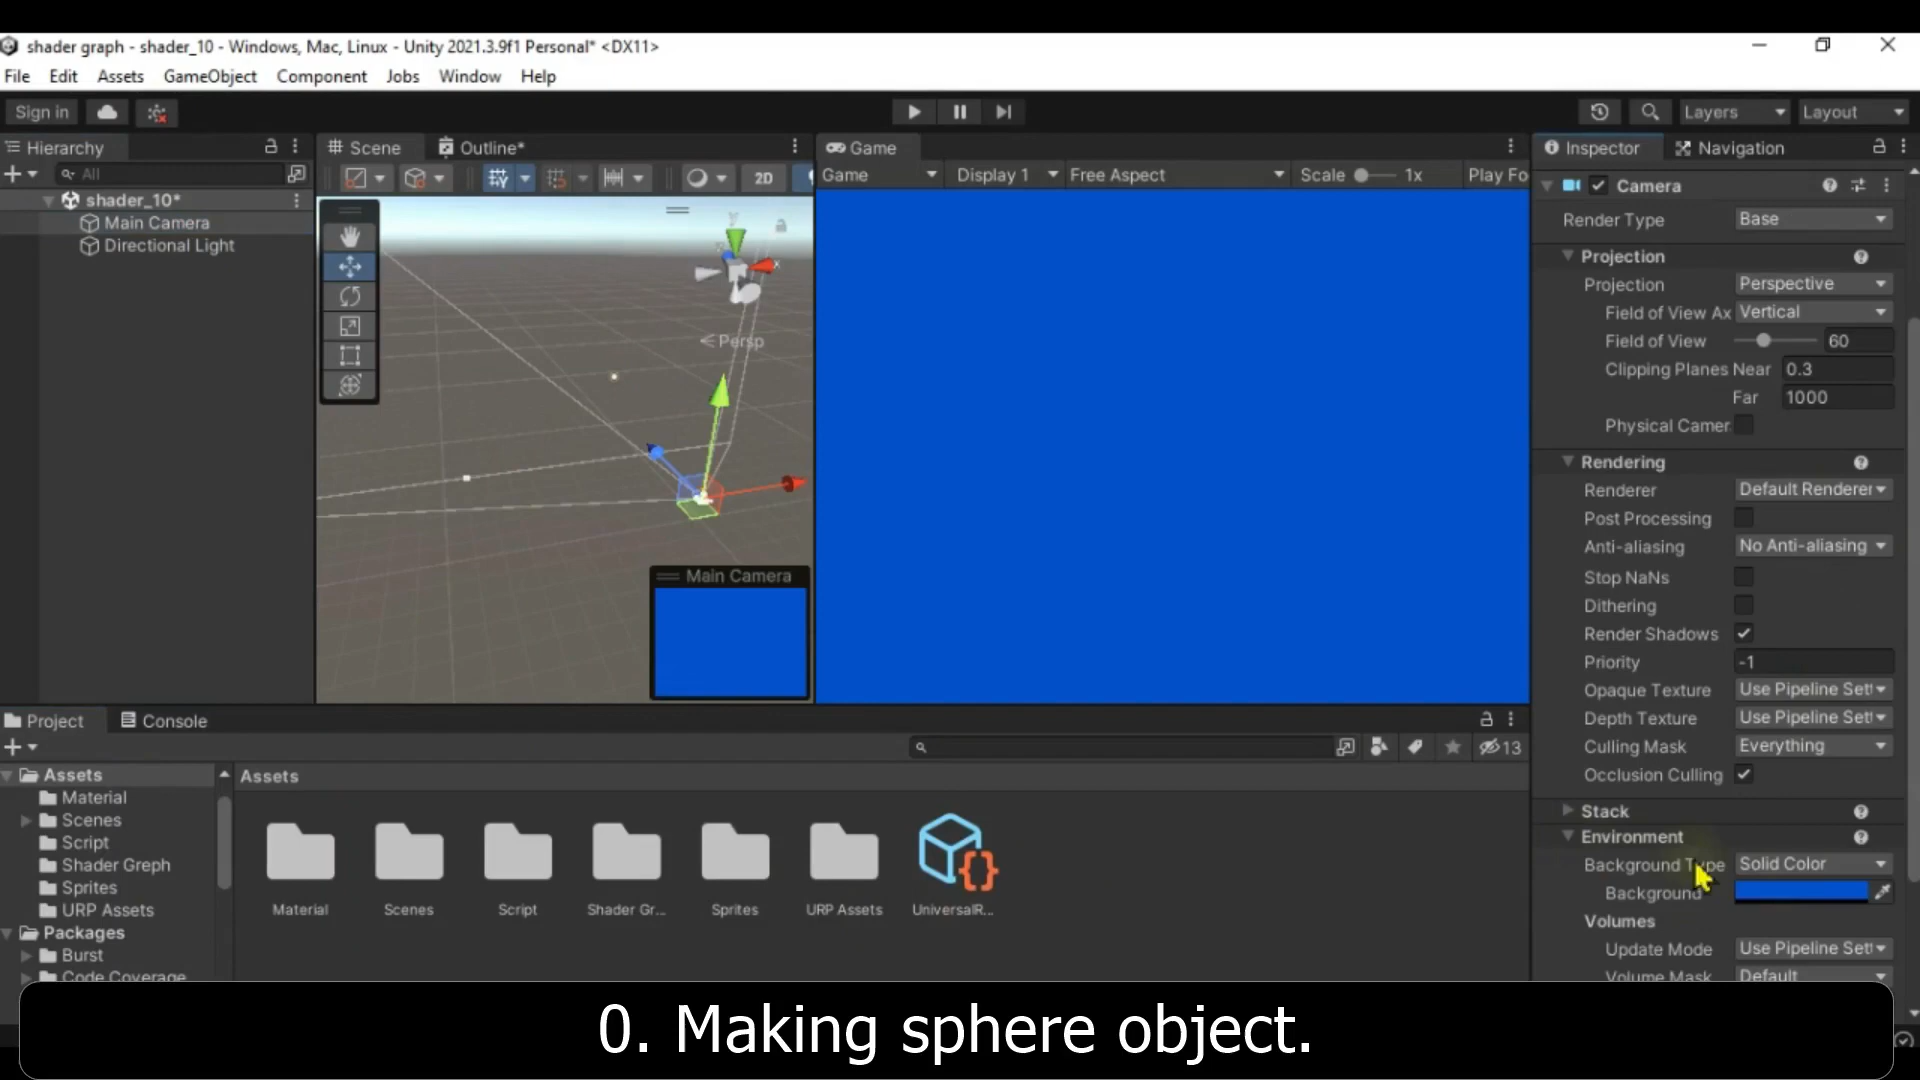 shader graph - shader_10 - Windows, Mac, Linux - Unity 2021.3.9f1 Personal* <DX11>
File Edit Assets GameObject Component Jobs Window Help
Sign in
Layers
Layout
Hierarchy
All
shader_10*
Main Camera
Directional Light
Scene
Outline*
2D
Persp
y
x
Main Camera
Game
Game
Display 1
Free Aspect
Scale
1x
Play Fo
Project
Console
13
Assets
Material
Scenes
Script
Shader Greph
Sprites
URP Assets
Packages
Burst
Code Coverage
Assets
Material
Scenes
Script
Shader Gr...
Sprites
URP Assets
UniversalR...
Inspector
Navigation
Camera
Render Type Base
Projection
Projection Perspective
Field of View Ax Vertical
Field of View 60
Clipping Planes Near 0.3
Far 1000
Physical Camer
Rendering
Renderer Default Renderer
Post Processing
Anti-aliasing No Anti-aliasing
Stop NaNs
Dithering
Render Shadows
Priority -1
Opaque Texture Use Pipeline Sett
Depth Texture Use Pipeline Sett
Culling Mask Everything
Occlusion Culling
Stack
Environment
Background Type Solid Color
Background
Volumes
Update Mode Use Pipeline Sett
Volume Mask Default
0. Making sphere object.